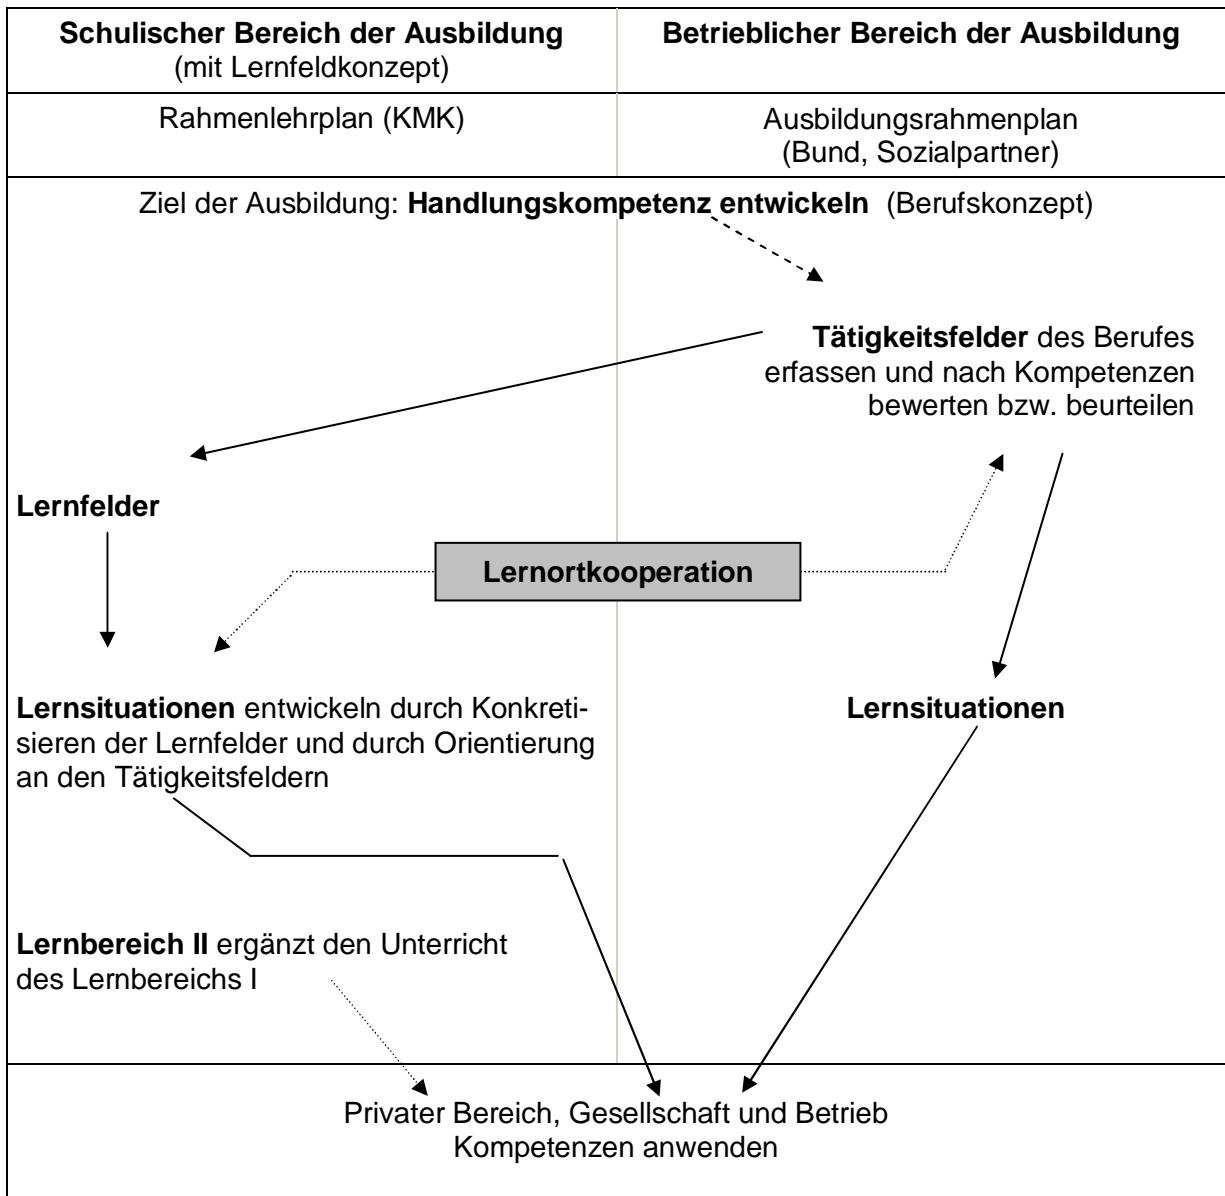 Schulischer Bereich der Ausbildung
(mit Lernfeldkonzept)
Betrieblicher Bereich der Ausbildung
Rahmenlehrplan (KMK)
Ausbildungsrahmenplan
(Bund, Sozialpartner)
Ziel der Ausbildung: Handlungskompetenz entwickeln (Berufskonzept)
Tätigkeitsfelder des Berufes
erfassen und nach Kompetenzen
bewerten bzw. beurteilen
Lernfelder
Lernortkooperation
Lernsituationen entwickeln durch Konkreti-
sieren der Lernfelder und durch Orientierung
an den Tätigkeitsfeldern
Lernsituationen
Lernbereich II ergänzt den Unterricht
des Lernbereichs I
Privater Bereich, Gesellschaft und Betrieb
Kompetenzen anwenden